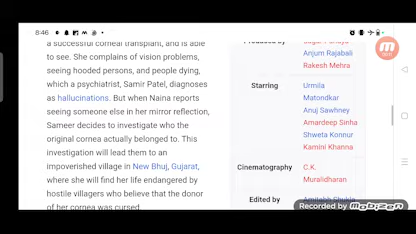 8:46
a successful corneal transplant, and is able
to see. She complains of vision problems,
seeing hooded persons, and people dying,
which a psychiatrist, Samir Patel, diagnoses
as hallucinations. But when Naina reports
seeing someone else in her mirror reflection,
Sameer decides to investigate who the
original cornea actually belonged to. This
investigation will lead them to an
impoverished village in New Bhuj, Gujarat,
where she will find her life endangered by
hostile villagers who believe that the donor
of her cornea was cursed.
Anjum Rajabali
Rakesh Mehra
Starring
Urmila
Matondkar
Anuj Sawhney
Amardeep Sinha
Shweta Konnur
Kamini Khanna
Cinematography
C.K.
Muralidharan
Edited by
Recorded by Mobizen